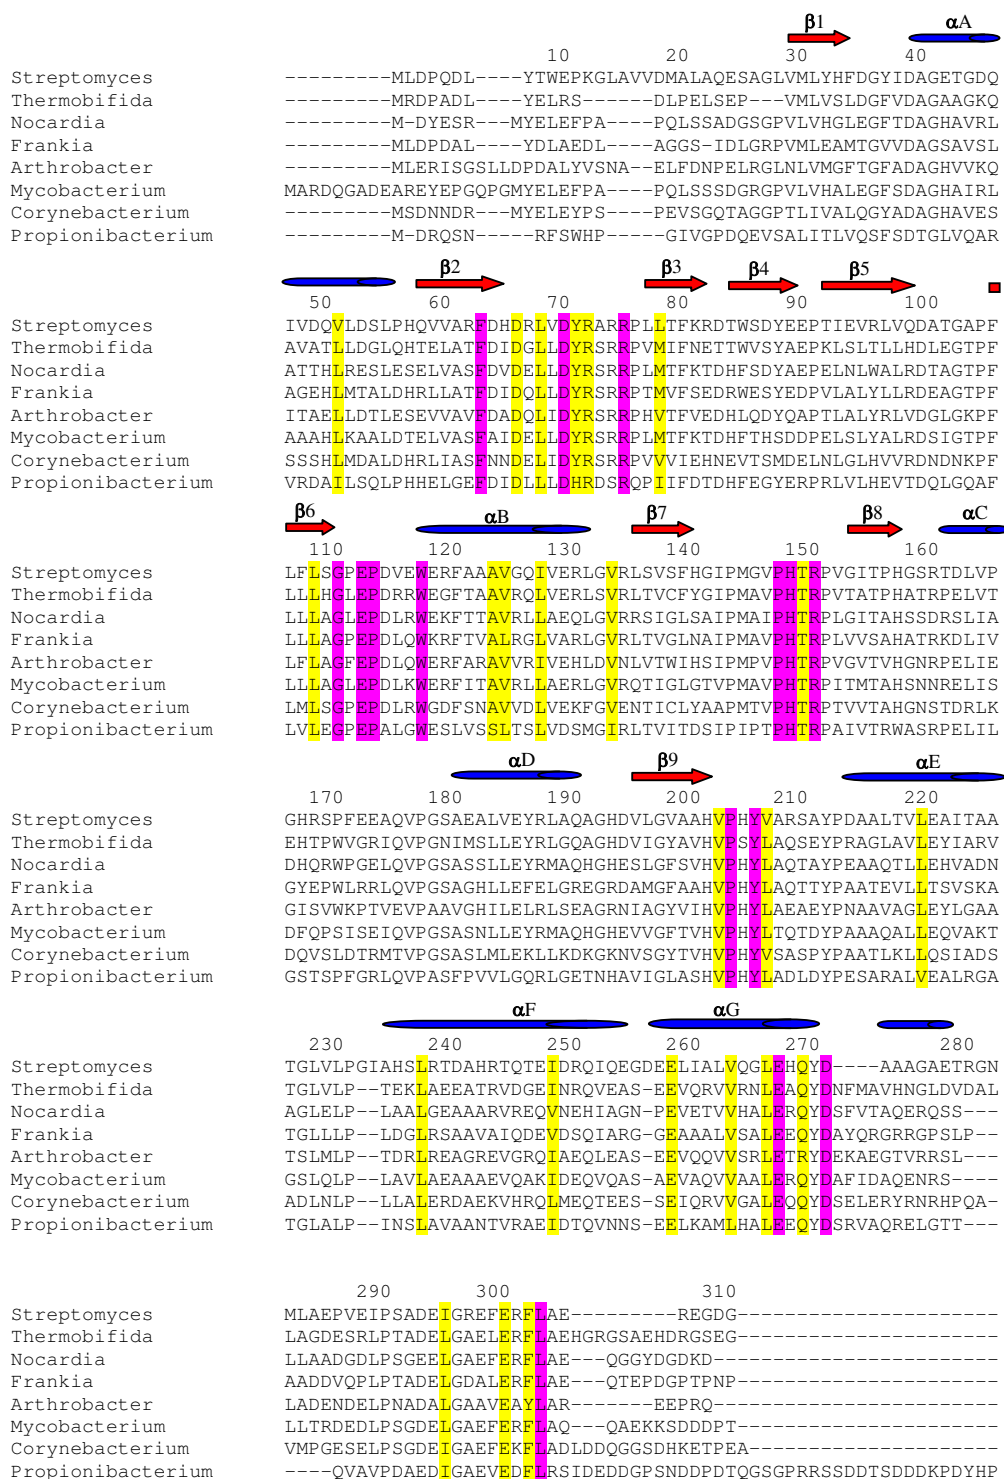 β1 αA
10 20 30 40
Streptomyces ---------MLDPQDL----YTWEPKGLAVVDMALAQESAGLVMLYHFDGYIDAGETGDQ
Thermobifida ---------MRDPADL----YELRS------DLPELSEP---VMLVSLDGFVDAGAAGKQ
Nocardia ---------M-DYESR---MYELEFPA----PQLSSADGSGPVLVHGLEGFTDAGHAVRL
Frankia ---------MLDPDAL---YDLAEDL----AGGS-IDLGRPVMLEAMTGVVDAGSAVSL
Arthrobacter ---------MLERISGSLLDPDALYVSNA--ELFDNPELRGLNLVMGFTGFADAGHVVKQ
Mycobacterium MARDQGADEAREYEPGQPGMYELEFPA----PQLSSSDGRGPVLVHALEGFSDAGHAIRL
Corynebacterium ---------MSDNNDR---MYELEYPS----PEVSGQTAGGPTLIVALQGYADAGHAVES
Propionibacterium ---------M-DRQSN----RFSWHP-----GIVGPDQEVSALITLVQSFSDTGLVQAR
β2 β3 β4 β5
50 60 70 80 90 100
Streptomyces IVDQVLDSLPHQVVARFDHDRLVDYRARRPLLTFKRDTWSDYEEPTIEVRLVQDATGAPF
Thermobifida AVATLLDGLQHTELATFDIDGLLDYRSRRPVMIFNETTWVSYAEPKLSLTLLHDLEGTPF
Nocardia ATTHLRESLESELVASFDVDELLDYRSRRPLMTFKTDHFSDYAEPELNLWALRDTAGTPF
Frankia AGEHLMTALDHRLLATFDIDQLLDYRSRRPTMVFSEDRWESYEDPVLALYLLRDEAGTPF
Arthrobacter ITAELLDTLESEVVAVFDADQLIDYRSRRPHVTFVEDHLQDYQAPTLALYRLVDGLGKPF
Mycobacterium AAAHLKAALDTELVASFAIDELLDYRSRRPLMTFKTDHFTHSDDPELSLYALRDSIGTPF
Corynebacterium SSSHLMDALDHRLIASFNNDELIDYRSRRPVVVIEHNEVTSMDELNLGLHVVRDNDNKPF
Propionibacterium VRDAILSQLPHHELGEFDIDLLLDHRDSRQPIIFDTDHFEGYERPRLVLHEVTDQLGQAF
β6 αB β7 β8 αC
110 120 130 140 150 160
Streptomyces LFLSGPEPDVEWERFAAAVGQIVERLGVRLSVSFHGIPMGVPHTRPVGITPHGSRTDLVP
Thermobifida LLLHGLEPDRRWEGFTAAVRQLVERLSVRLTVCFYGIPMAVPHTRPVTATPHATRPELVT
Nocardia LLLAGLEPDLRWEKFTTAVRLLAEQLGVRRSIGLSAIPMAIPHTRPLGITAHSSDRSLIA
Frankia LLLAGPEPDLQWKRFTVALRGLVARLGVRLTVGLNAIPMAVPHTRPLVVSAHATRKDLIV
Arthrobacter LFLAGFEPDLQWERFARAVVRIVEHLDVNLVTWIHSIPMPVPHTRPVGVTVHGNRPELIE
Mycobacterium LLLAGLEPDLKWERFITAVRLLAERLGVRQTIGLGTVPMAVPHTRPITMTAHSNNRELIS
Corynebacterium LMLSGPEPDLRWGDFSNAVVDLVEKFGVENTICLYAAPMTVPHTRPTVVTAHGNSTDRLK
Propionibacterium LVLEGPEPALGWESLVSSLTSLVDSMGIRLTVITDSIPIPTPHTRPAIVTRWASRPELIL
αD β9 αE
170 180 190 200 210 220
Streptomyces GHRSPFEEAQVPGSAEALVEYRLAQAGHDVLGVAAHVPHYVARSAYPDAALTVLEAITAA
Thermobifida EHTPWVGRIQVPGNIMSLLEYRLGQAGHDVIGYAVHVPSYLAQSEYPRAGLAVLEYIARV
Nocardia DHQRWPGELQVPGSASSLLEYRMAQHGHESLGFSVHVPHYLAQTAYPEAAQTLLEHVADN
Frankia GYEPWLRRLQVPGSAGHLLEFELGREGRDAMGFAAHVPHYLAQTTYPAATEVLLTSVSKA
Arthrobacter GISVWKPTVEVPAAVGHILELRLSEAGRNIAGYVIHVPHYLAEAEYPNAAVAGLEYLGAA
Mycobacterium DFQPSISEIQVPGSASNLLEYRMAQHGHEVVGFTVHVPHYLTQTDYPAAAQALLEQVAKT
Corynebacterium DQVSLDTRMTVPGSASLMLEKLLKDKGKNVSGYTVHVPHYVSASPYPAATLKLLQSIADS
Propionibacterium GSTSPFGRLQVPASFPVVLGQRLGETNHAVIGLASHVPHYLADLDYPESARALVEALRGA
αF αG
230 240 250 260 270 280
Streptomyces TGLVLPGIAHSLRTDAHRTQTEIDRQIQEGDEELIALVQGLEHQYD----AAAGAETRGN
Thermobifida TGLVLP--TEKLAEEATRVDGEINRQVEAS-EEVQRVVRNLEAQYDNFMAVHNGLDVDAL
Nocardia AGLELP--LAALGEAAARVREQVNEHIAGN-PEVETVVHALERQYDSFVTAQERQSS---
Frankia TGLLLP--LDGLRSAAVAIQDEVDSQIARG-GEAAALVSALEEQYDAYQRGRRGPSLP--
Arthrobacter TSLMLP--TDRLREAGREVGRQIAEQLEAS-EEVQQVVRSLETRYDEKAEGTVRRSL---
Mycobacterium GSLQLP--LAVLAEAAAEVQAKIDEQVQAS-AEVAQVVAALERQYDAFIDAQENRS----
Corynebacterium ADLNLP--LLALERDAEKVHRQLMEQTEES-SEIQRVVGALEQQYDSELERYRNRHPQA-
Propionibacterium TGLALP--INSLAVAAANTVRAEIDTQVNNS-EELKAMLHALEEQYDSRVAQRELGTT---
290 300 310
Streptomyces MLAEPVEIPSADEIGREFERFLAE---------REGDG----------------------
Thermobifida LAGDESRLPTADELGAELERFLAEHGRGSAEHDRGSEG----------------------
Nocardia LLAADGDLPSGEELGAEFERFLAE---QGGYDGDKD------------------------
Frankia AADDVQPLPTADELGDALERFLAE---QTEPDGPTPNP----------------------
Arthrobacter LADENDELPNADALGAAVEAYLAR------EEPRQ-------------------------
Mycobacterium LLTRDEDLPSGDELGAEFERFLAQ---QAEKKSDDDPT----------------------
Corynebacterium VMPGESELPSGDEIGAEFEKFLADLDDQGGSDHKETPEA---------------------
Propionibacterium ----QVAVPDAEDIGAEVEDFLRSIDEDDGPSNDDPDTQGSGPRRSSDDTSDDDKDDYHP